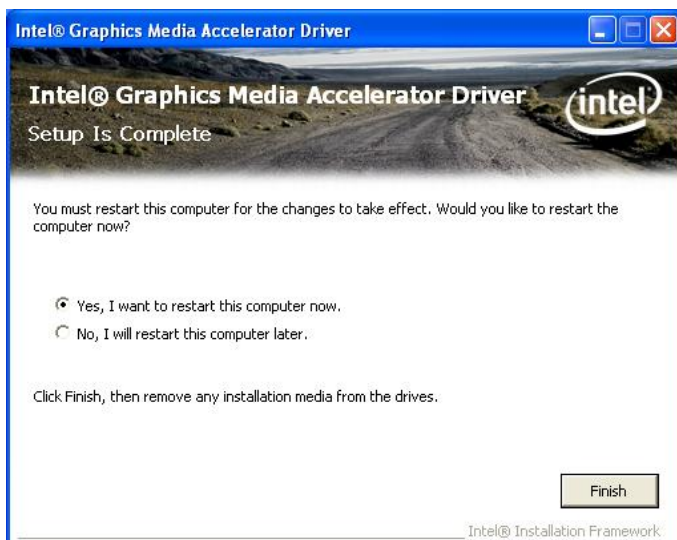 Intel® Graphics Media Accelerator Driver
Intel® Graphics Media Accelerator Driver
Setup Is Complete
intel
You must restart this computer for the changes to take effect. Would you like to restart the
computer now?
Yes, I want to restart this computer now.
No, I will restart this computer later.
Click Finish, then remove any installation media from the drives.
Finish
Intel® Installation Framework